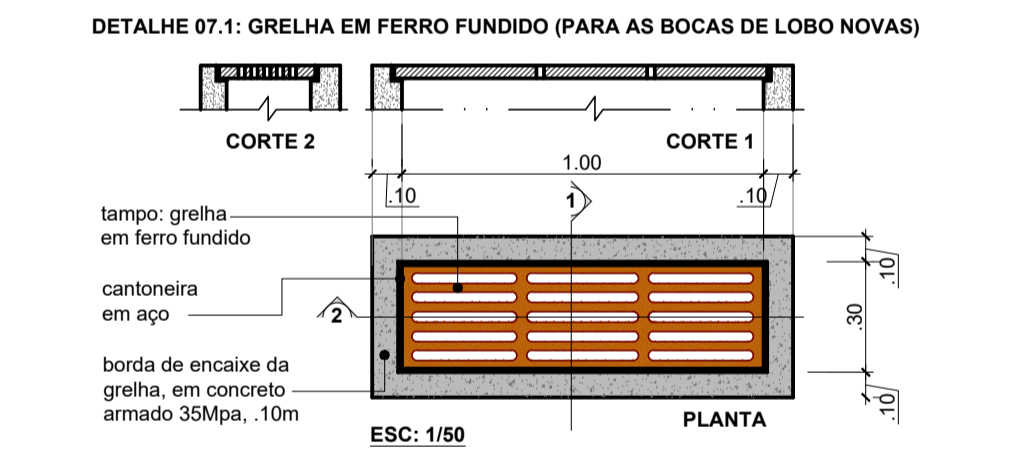 DETALHE 07.1: GRELHA EM FERRO FUNDIDO (PARA AS BOCAS DE LOBO NOVAS)
CORTE 2
CORTE 1
1.00
.10
.10
1
tampo: grelha
em ferro fundido
cantoneira
em aço
2
borda de encaixe da
grelha, em concreto
armado 35Mpa, .10m
.10
.30
.10
PLANTA
ESC: 1/50